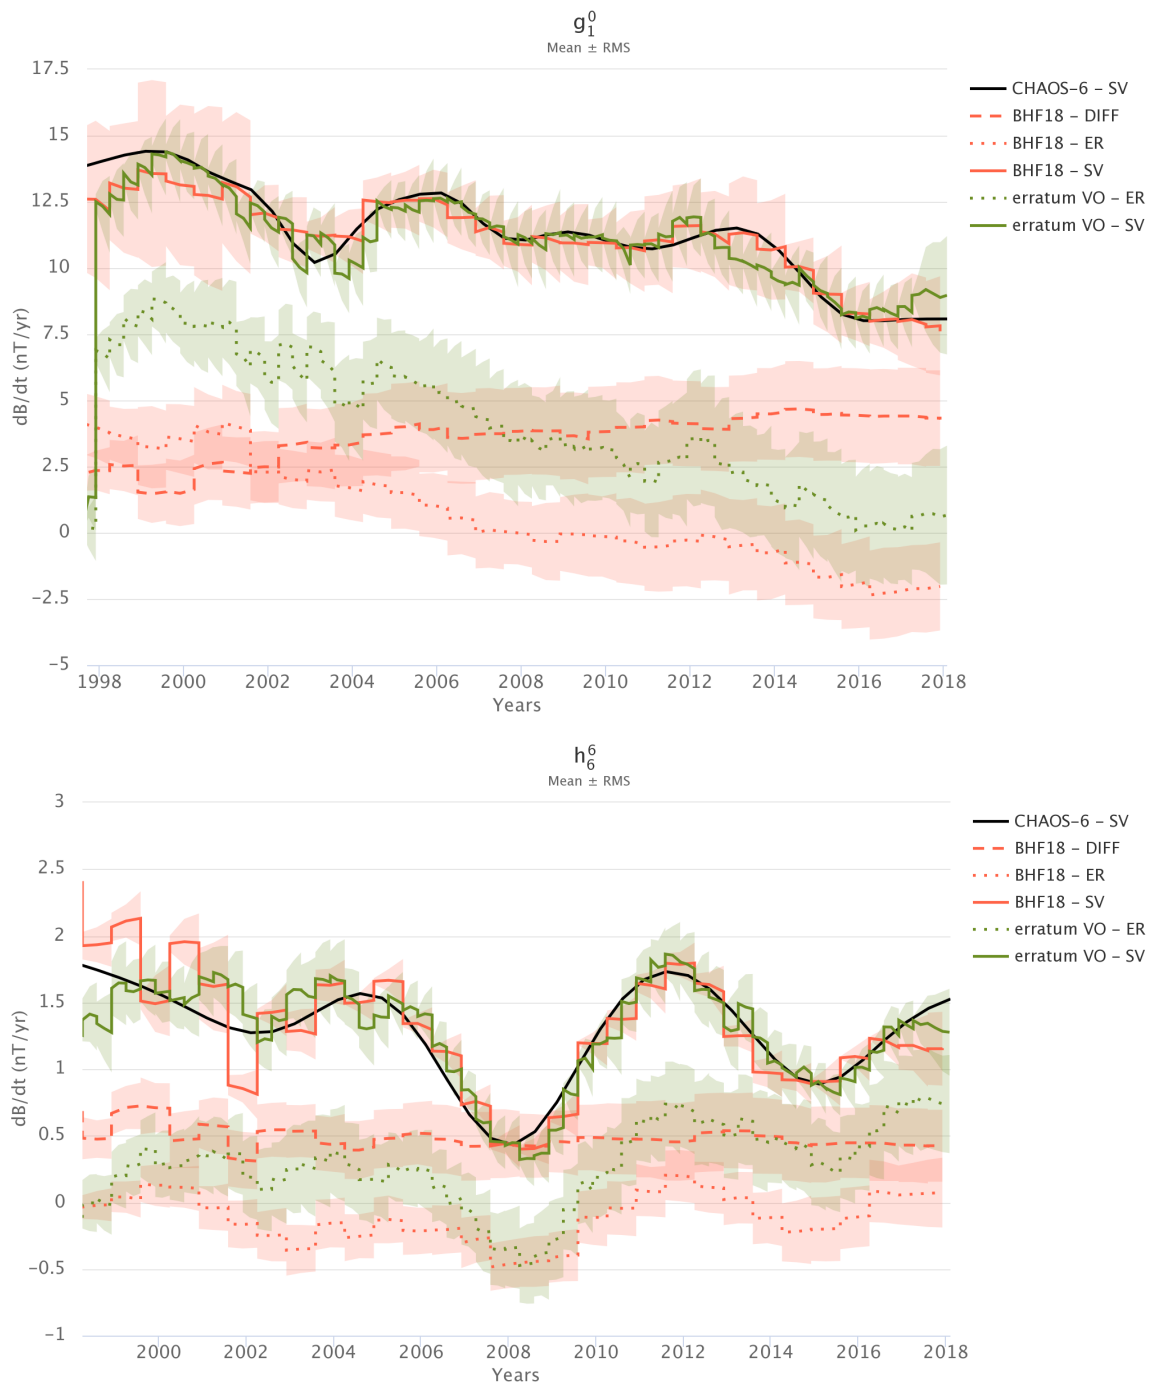 g₁⁰
Mean ± RMS
17.5
15
12.5
10
7.5
5
2.5
0
−2.5
−5
dB/dt (nT/yr)
1998 2000 2002 2004 2006 2008 2010 2012 2014 2016 2018
Years
CHAOS−6 − SV
BHF18 − DIFF
BHF18 − ER
BHF18 − SV
erratum VO − ER
erratum VO − SV
h₆⁶
Mean ± RMS
3
2.5
2
1.5
1
0.5
0
−0.5
−1
dB/dt (nT/yr)
2000 2002 2004 2006 2008 2010 2012 2014 2016 2018
Years
CHAOS−6 − SV
BHF18 − DIFF
BHF18 − ER
BHF18 − SV
erratum VO − ER
erratum VO − SV